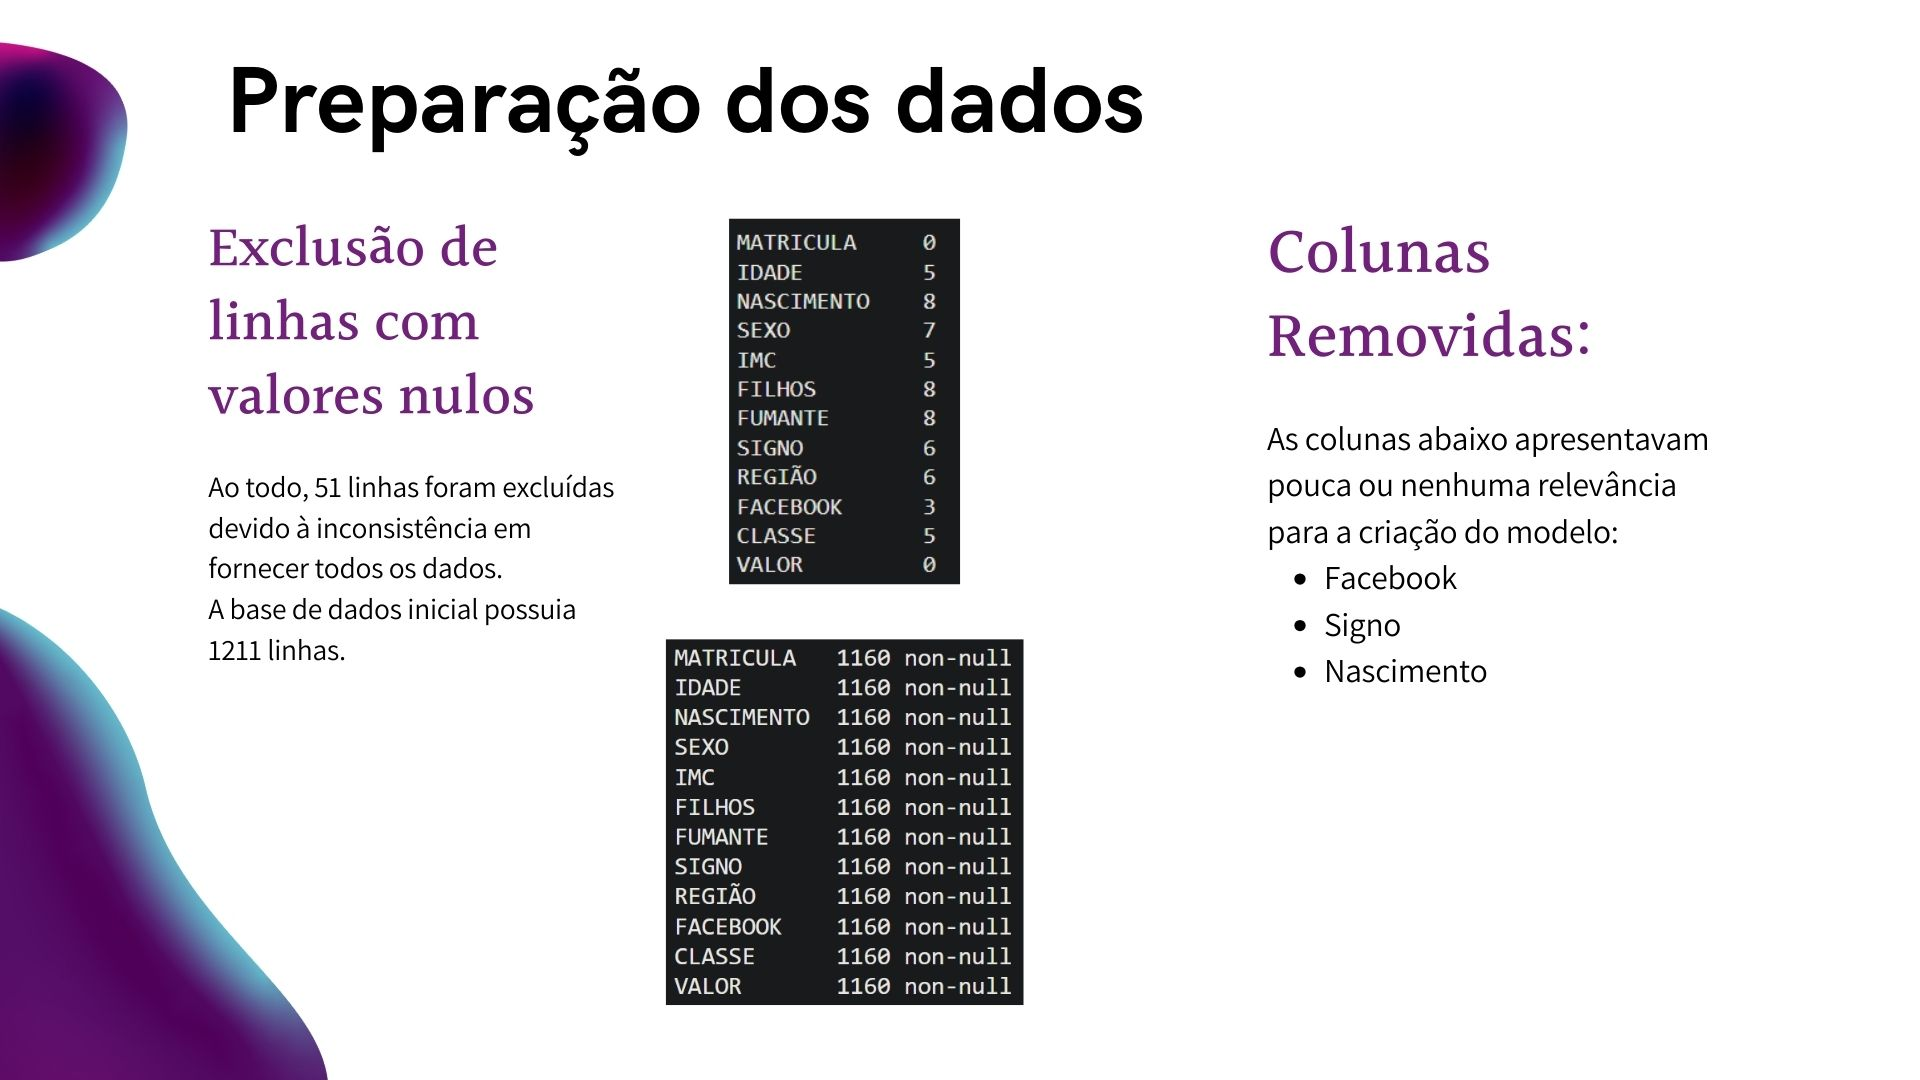 Preparação dos dados
Exclusão de
linhas com
valores nulos
Ao todo, 51 linhas foram excluídas
devido à inconsistência em
fornecer todos os dados.
A base de dados inicial possuia
1211 linhas.
MATRICULA 0
IDADE 5
NASCIMENTO 8
SEXO 7
IMC 5
FILHOS 8
FUMANTE 8
SIGNO 6
REGIÃO 6
FACEBOOK 3
CLASSE 5
VALOR 0
MATRICULA 1160 non-null
IDADE 1160 non-null
NASCIMENTO 1160 non-null
SEXO 1160 non-null
IMC 1160 non-null
FILHOS 1160 non-null
FUMANTE 1160 non-null
SIGNO 1160 non-null
REGIÃO 1160 non-null
FACEBOOK 1160 non-null
CLASSE 1160 non-null
VALOR 1160 non-null
Colunas
Removidas:
As colunas abaixo apresentavam
pouca ou nenhuma relevância
para a criação do modelo:
• Facebook
• Signo
• Nascimento